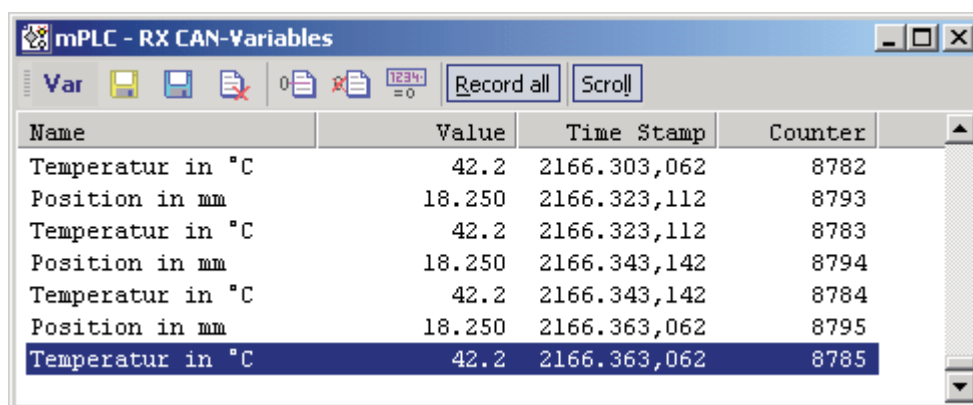 mPLC - RX CAN-Variables
Var 1234. = 0 Record all Scroll
Name Value Time Stamp Counter
Temperatur in °C 42.2 2166.303,062 8782
Position in mm 18.250 2166.323,112 8793
Temperatur in °C 42.2 2166.323,112 8783
Position in mm 18.250 2166.343,142 8794
Temperatur in °C 42.2 2166.343,142 8784
Position in mm 18.250 2166.363,062 8795
Temperatur in °C 42.2 2166.363,062 8785